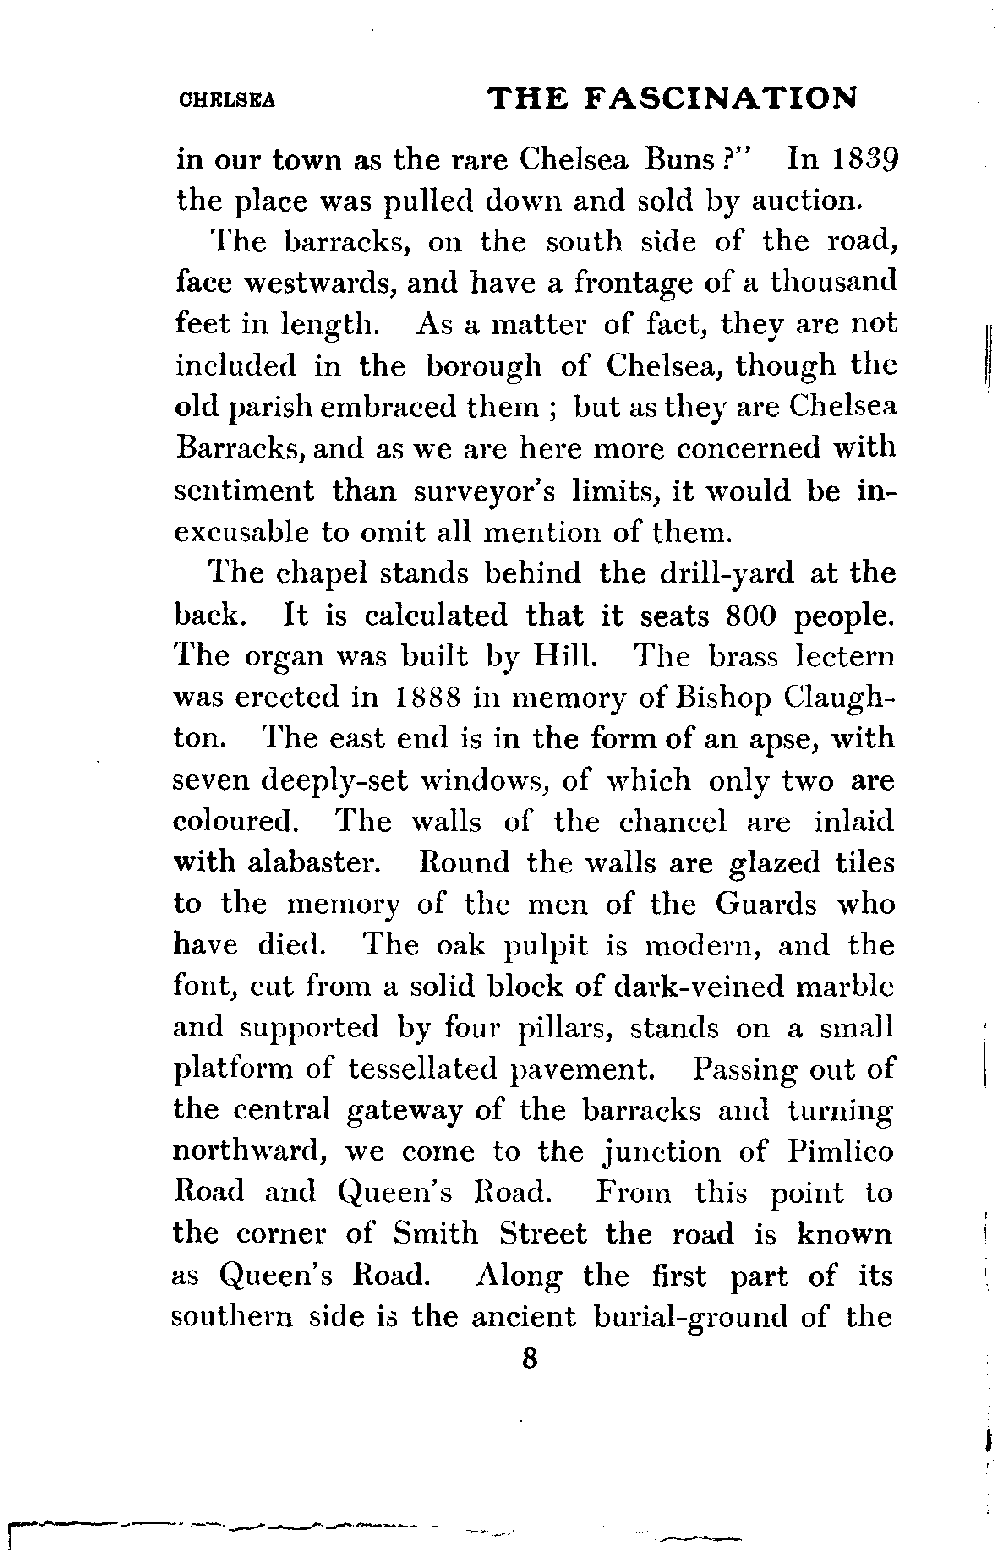 CHELSEA THE FASCINATION
in our town as the rare Chelsea Buns?" In 1839
the place was pulled down and sold by auction.
The barracks, on the south side of the road,
face westwards, and have a frontage of a thousand
feet in length. As a matter of fact, they are not
included in the borough of Chelsea, though the
old parish embraced them; but as they are Chelsea
Barracks, and as we are here more concerned with
sentiment than surveyor's limits, it would be in-
excusable to omit all mention of them.
The chapel stands behind the drill-yard at the
back. It is calculated that it seats 800 people.
The organ was built by Hill. The brass lectern
was erected in 1888 in memory of Bishop Claugh-
ton. The east end is in the form of an apse, with
seven deeply-set windows, of which only two are
coloured. The walls of the chancel are inlaid
with alabaster. Round the walls are glazed tiles
to the memory of the men of the Guards who
have died. The oak pulpit is modern, and the
font, cut from a solid block of dark-veined marble
and supported by four pillars, stands on a small
platform of tessellated pavement. Passing out of
the central gateway of the barracks and turning
northward, we come to the junction of Pimlico
Road and Queen's Road. From this point to
the corner of Smith Street the road is known
as Queen's Road. Along the first part of its
southern side is the ancient burial-ground of the
8